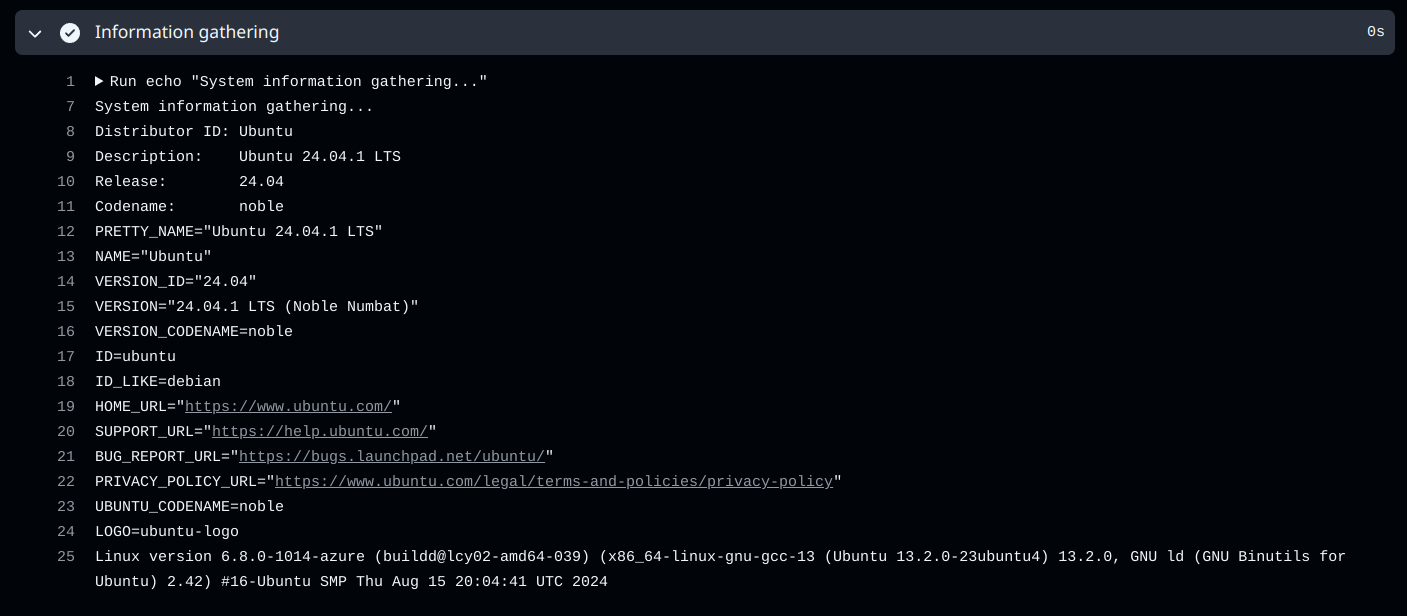 Information gathering 0s
1 Run echo "System information gathering..."
7 System information gathering...
8 Distributor ID: Ubuntu
9 Description:    Ubuntu 24.04.1 LTS
10 Release:        24.04
11 Codename:       noble
12 PRETTY_NAME="Ubuntu 24.04.1 LTS"
13 NAME="Ubuntu"
14 VERSION_ID="24.04"
15 VERSION="24.04.1 LTS (Noble Numbat)"
16 VERSION_CODENAME=noble
17 ID=ubuntu
18 ID_LIKE=debian
19 HOME_URL="https://www.ubuntu.com/"
20 SUPPORT_URL="https://help.ubuntu.com/"
21 BUG_REPORT_URL="https://bugs.launchpad.net/ubuntu/"
22 PRIVACY_POLICY_URL="https://www.ubuntu.com/legal/terms-and-policies/privacy-policy"
23 UBUNTU_CODENAME=noble
24 LOGO=ubuntu-logo
25 Linux version 6.8.0-1014-azure (buildd@lcy02-amd64-039) (x86_64-linux-gnu-gcc-13 (Ubuntu 13.2.0-23ubuntu4) 13.2.0, GNU ld (GNU Binutils for
Ubuntu) 2.42) #16-Ubuntu SMP Thu Aug 15 20:04:41 UTC 2024